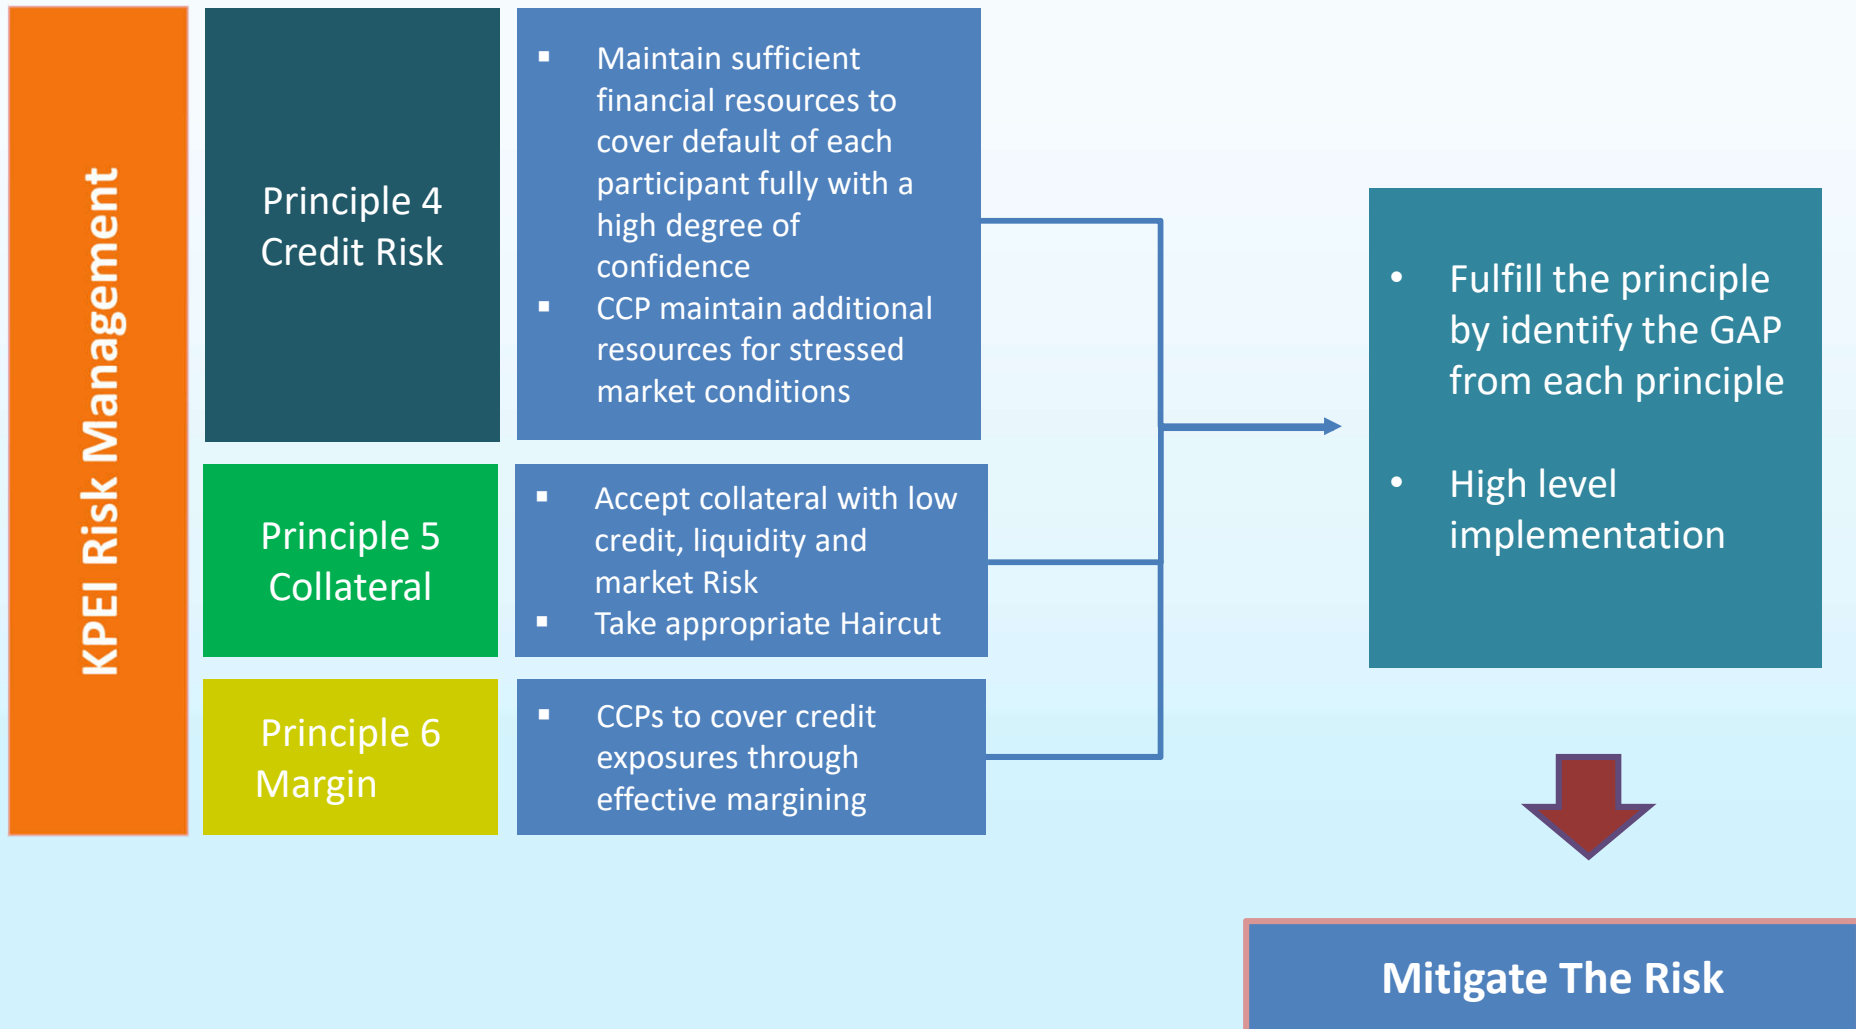 KPEI Risk Management
Principle 4
Credit Risk
▪ Maintain sufficient
financial resources to
cover default of each
participant fully with a
high degree of
confidence
▪ CCP maintain additional
resources for stressed
market conditions
Principle 5
Collateral
▪ Accept collateral with low
credit, liquidity and
market Risk
▪ Take appropriate Haircut
Principle 6
Margin
▪ CCPs to cover credit
exposures through
effective margining
• Fulfill the principle
by identify the GAP
from each principle
• High level
implementation
Mitigate The Risk